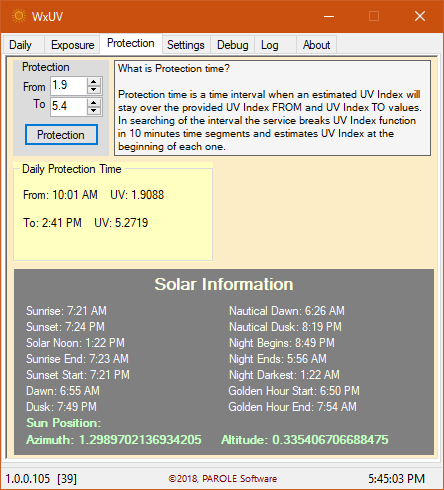 WxUV
Daily Exposure Protection Settings Debug Log About
Protection
From 1.9
To 5.4
Protection
What is Protection time?
Protection time is a time interval when an estimated UV Index will
stay over the provided UV Index FROM and UV Index TO values.
In searching of the interval the service breaks UV Index function
in 10 minutes time segments and estimates UV Index at the
beginning of each one.
Daily Protection Time
From: 10:01 AM UV: 1.9088
To: 2:41 PM UV: 5.2719
Solar Information
Sunrise: 7:21 AM
Sunset: 7:24 PM
Solar Noon: 1:22 PM
Sunrise End: 7:23 AM
Sunset Start: 7:21 PM
Dawn: 6:55 AM
Dusk: 7:49 PM
Nautical Dawn: 6:26 AM
Nautical Dusk: 8:19 PM
Night Begins: 8:49 PM
Night Ends: 5:56 AM
Night Darkest: 1:22 AM
Golden Hour Start: 6:50 PM
Golden Hour End: 7:54 AM
Sun Position:
Azimuth: 1.2989702136934205 Altitude: 0.335406706688475
1.0.0.105 [39] ©2018, PAROLE Software 5:45:03 PM